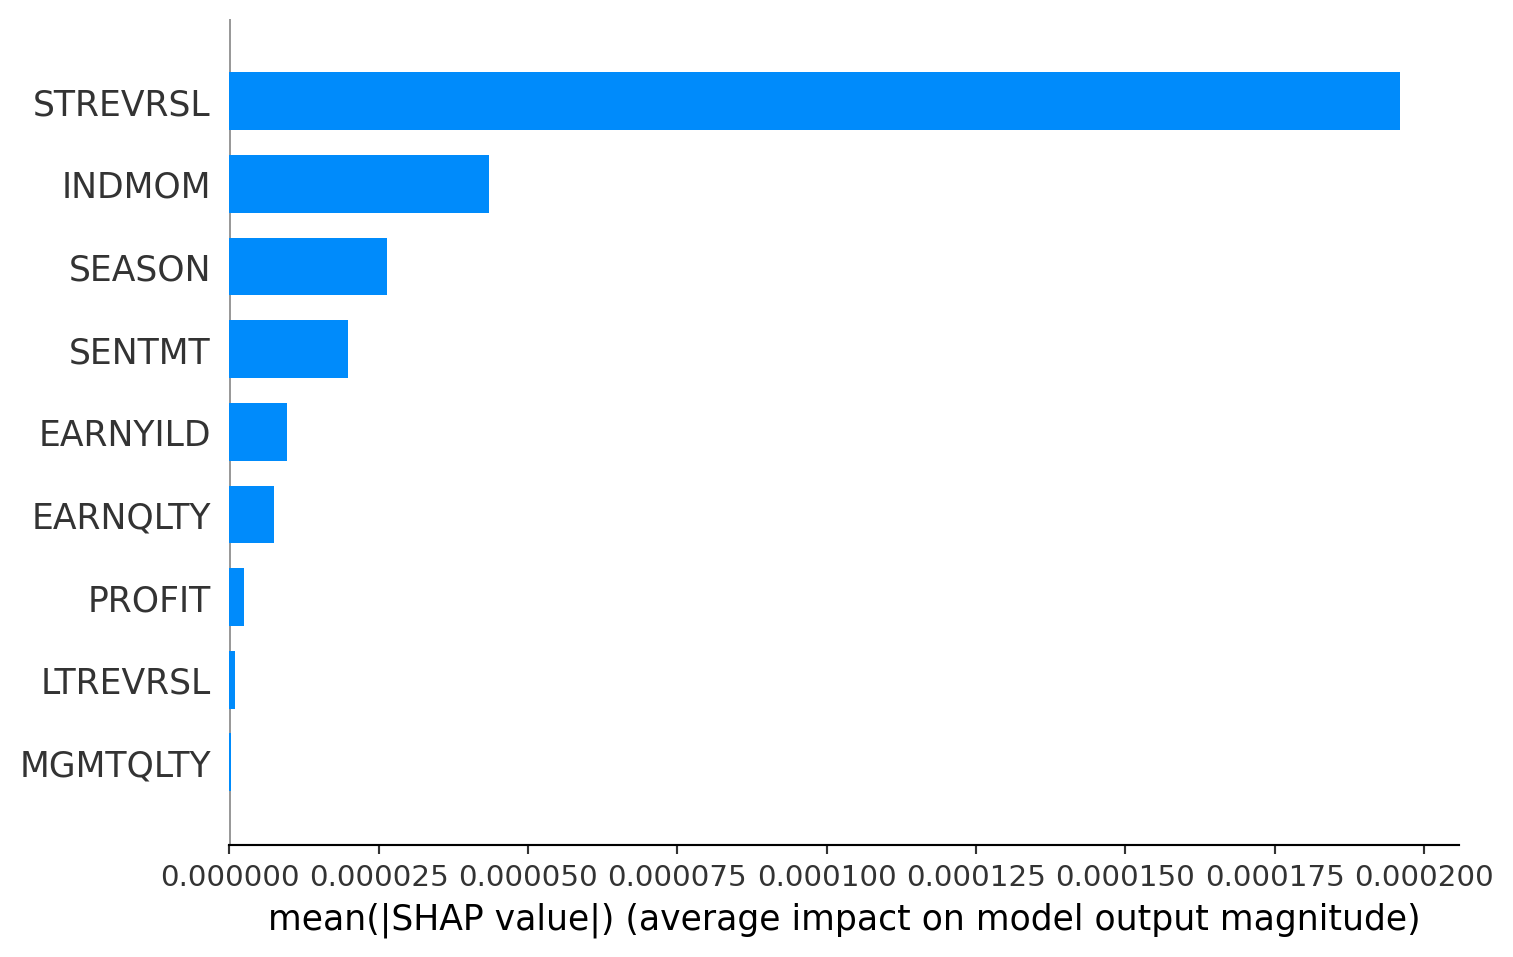 STREVRSL
INDMOM
SEASON
SENTMT
EARNYILD
EARNQLTY
PROFIT
LTREVRSL
MGMTQLTY
0.000000 0.000025 0.000050 0.000075 0.000100 0.000125 0.000150 0.000175 0.000200
mean(|SHAP value|) (average impact on model output magnitude)